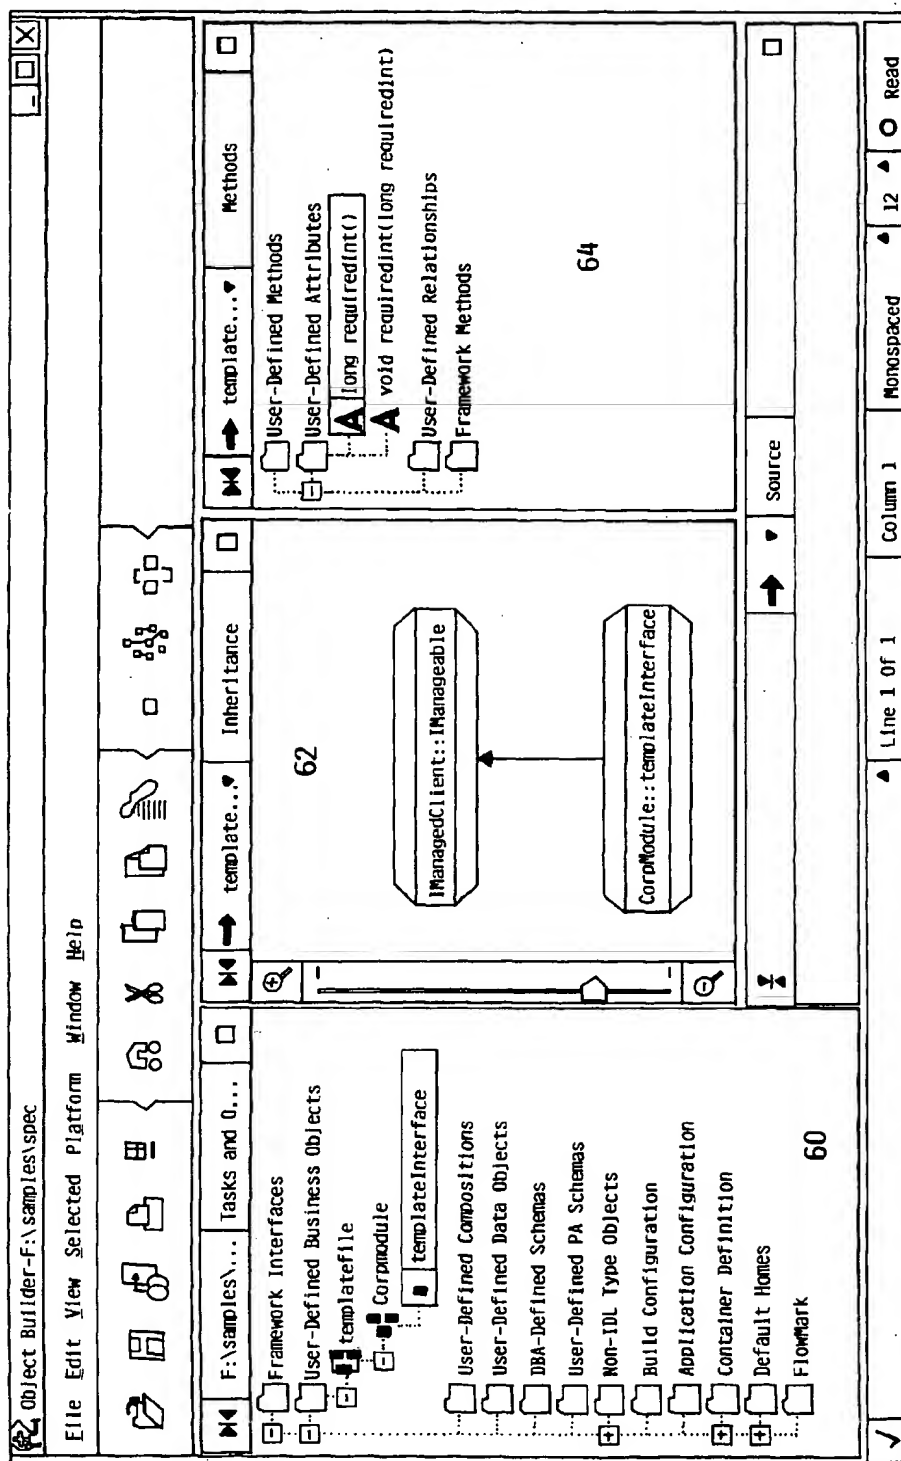 Object Builder-F:\samples\spec
File Edit View Selected Platform Window Help
F:\samples\... Tasks and O...
Framework Interfaces
User-Defined Business Objects
templatefile
Corpmodule
templateInterface
User-Defined Compositions
User-Defined Data Objects
DBA-Defined Schemas
User-Defined PA Schemas
Non-IDL Type Objects
Build Configuration
Application Configuration
Container Definition
Default Homes
FlowMark
60
template... Inheritance
62
IManagedClient::IManageable
CorpModule::templateInterface
template... Methods
User-Defined Methods
User-Defined Attributes
A long requiredint()
A void requiredint(long requiredint)
User-Defined Relationships
Framework Methods
64
Source
Line 1 Of 1 Column 1 Monospaced 12 Read